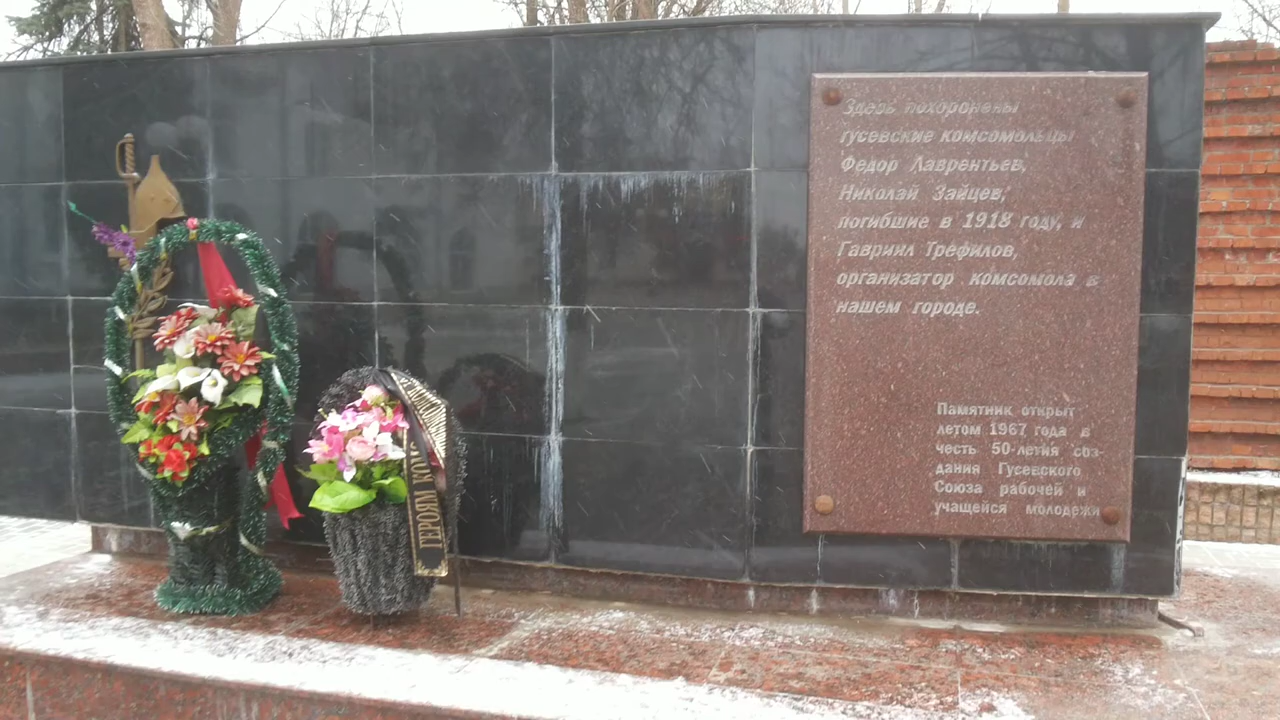 Здесь похоронены
гусевские комсомольцы
Федор Лаврентьев,
Николай Зайцев,
погибшие в 1918 году, и
Гавриил Трефилов,
организатор комсомола в
нашем городе.
Памятник открыт
летом 1967 года в
честь 50-летия соз-
дания Гусевского
Союза рабочей и
учащейся молодежи
ГЕРОЯМ